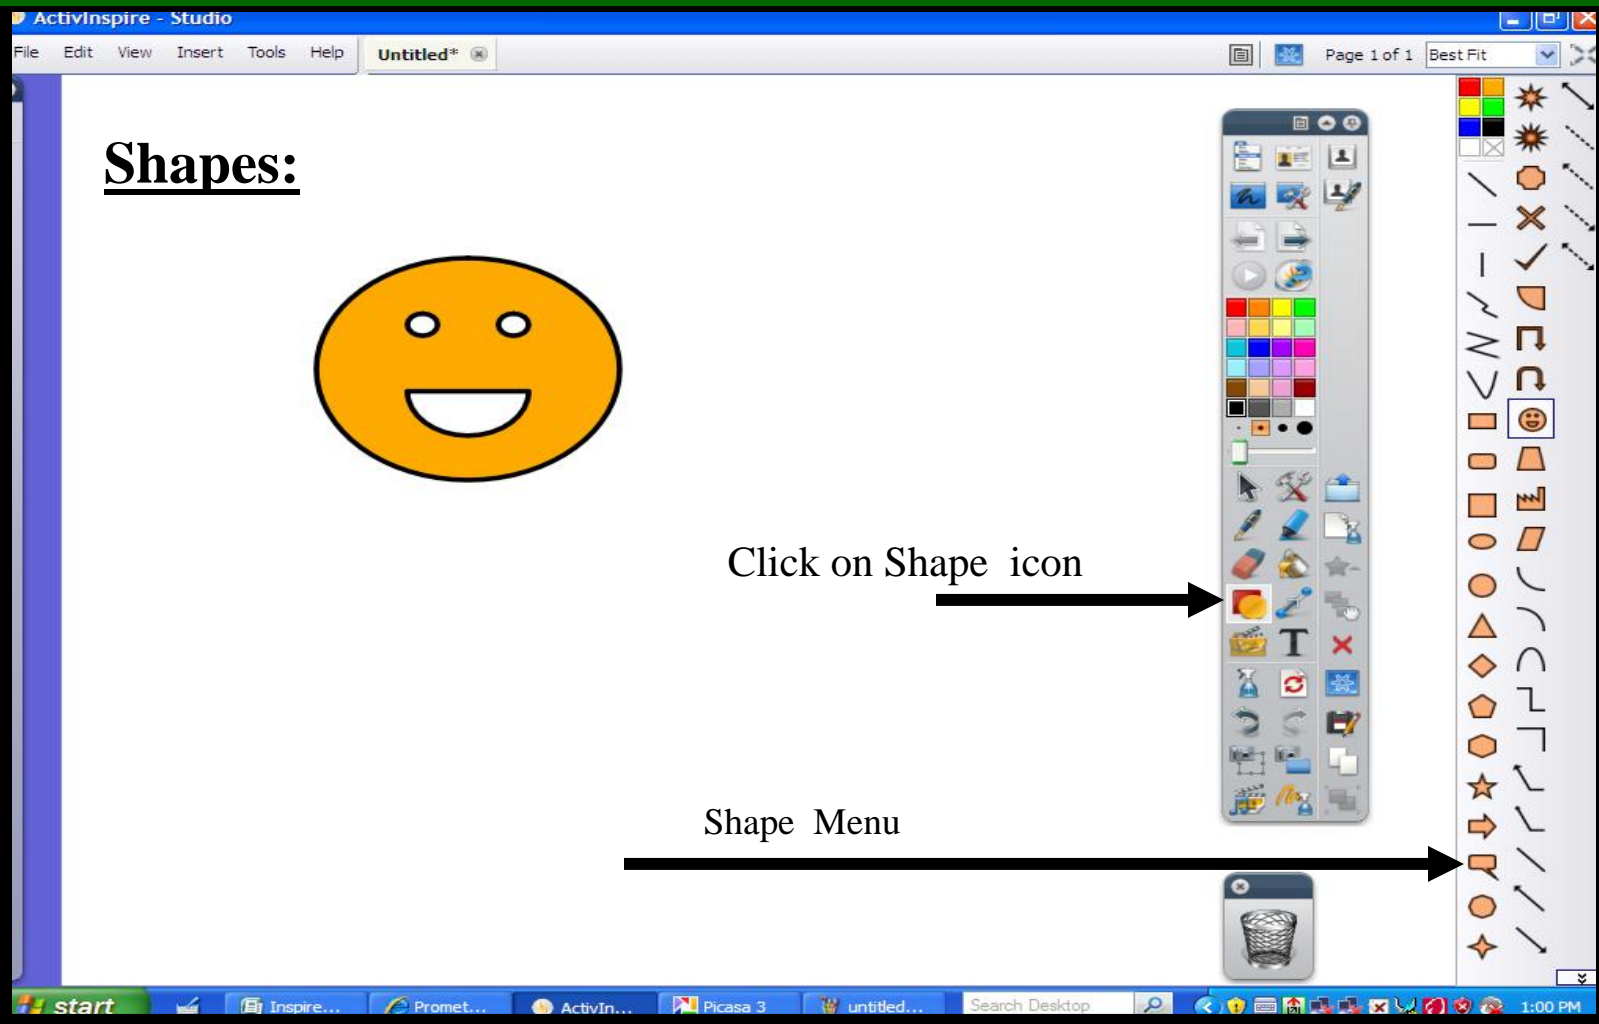 ActivInspire - Studio
File Edit View Insert Tools Help Untitled* Page 1 of 1 Best Fit
Shapes:
Click on Shape icon
T
Shape Menu
start Inspire... Promet... ActivIn... Picasa 3 untitled... Search Desktop 1:00 PM